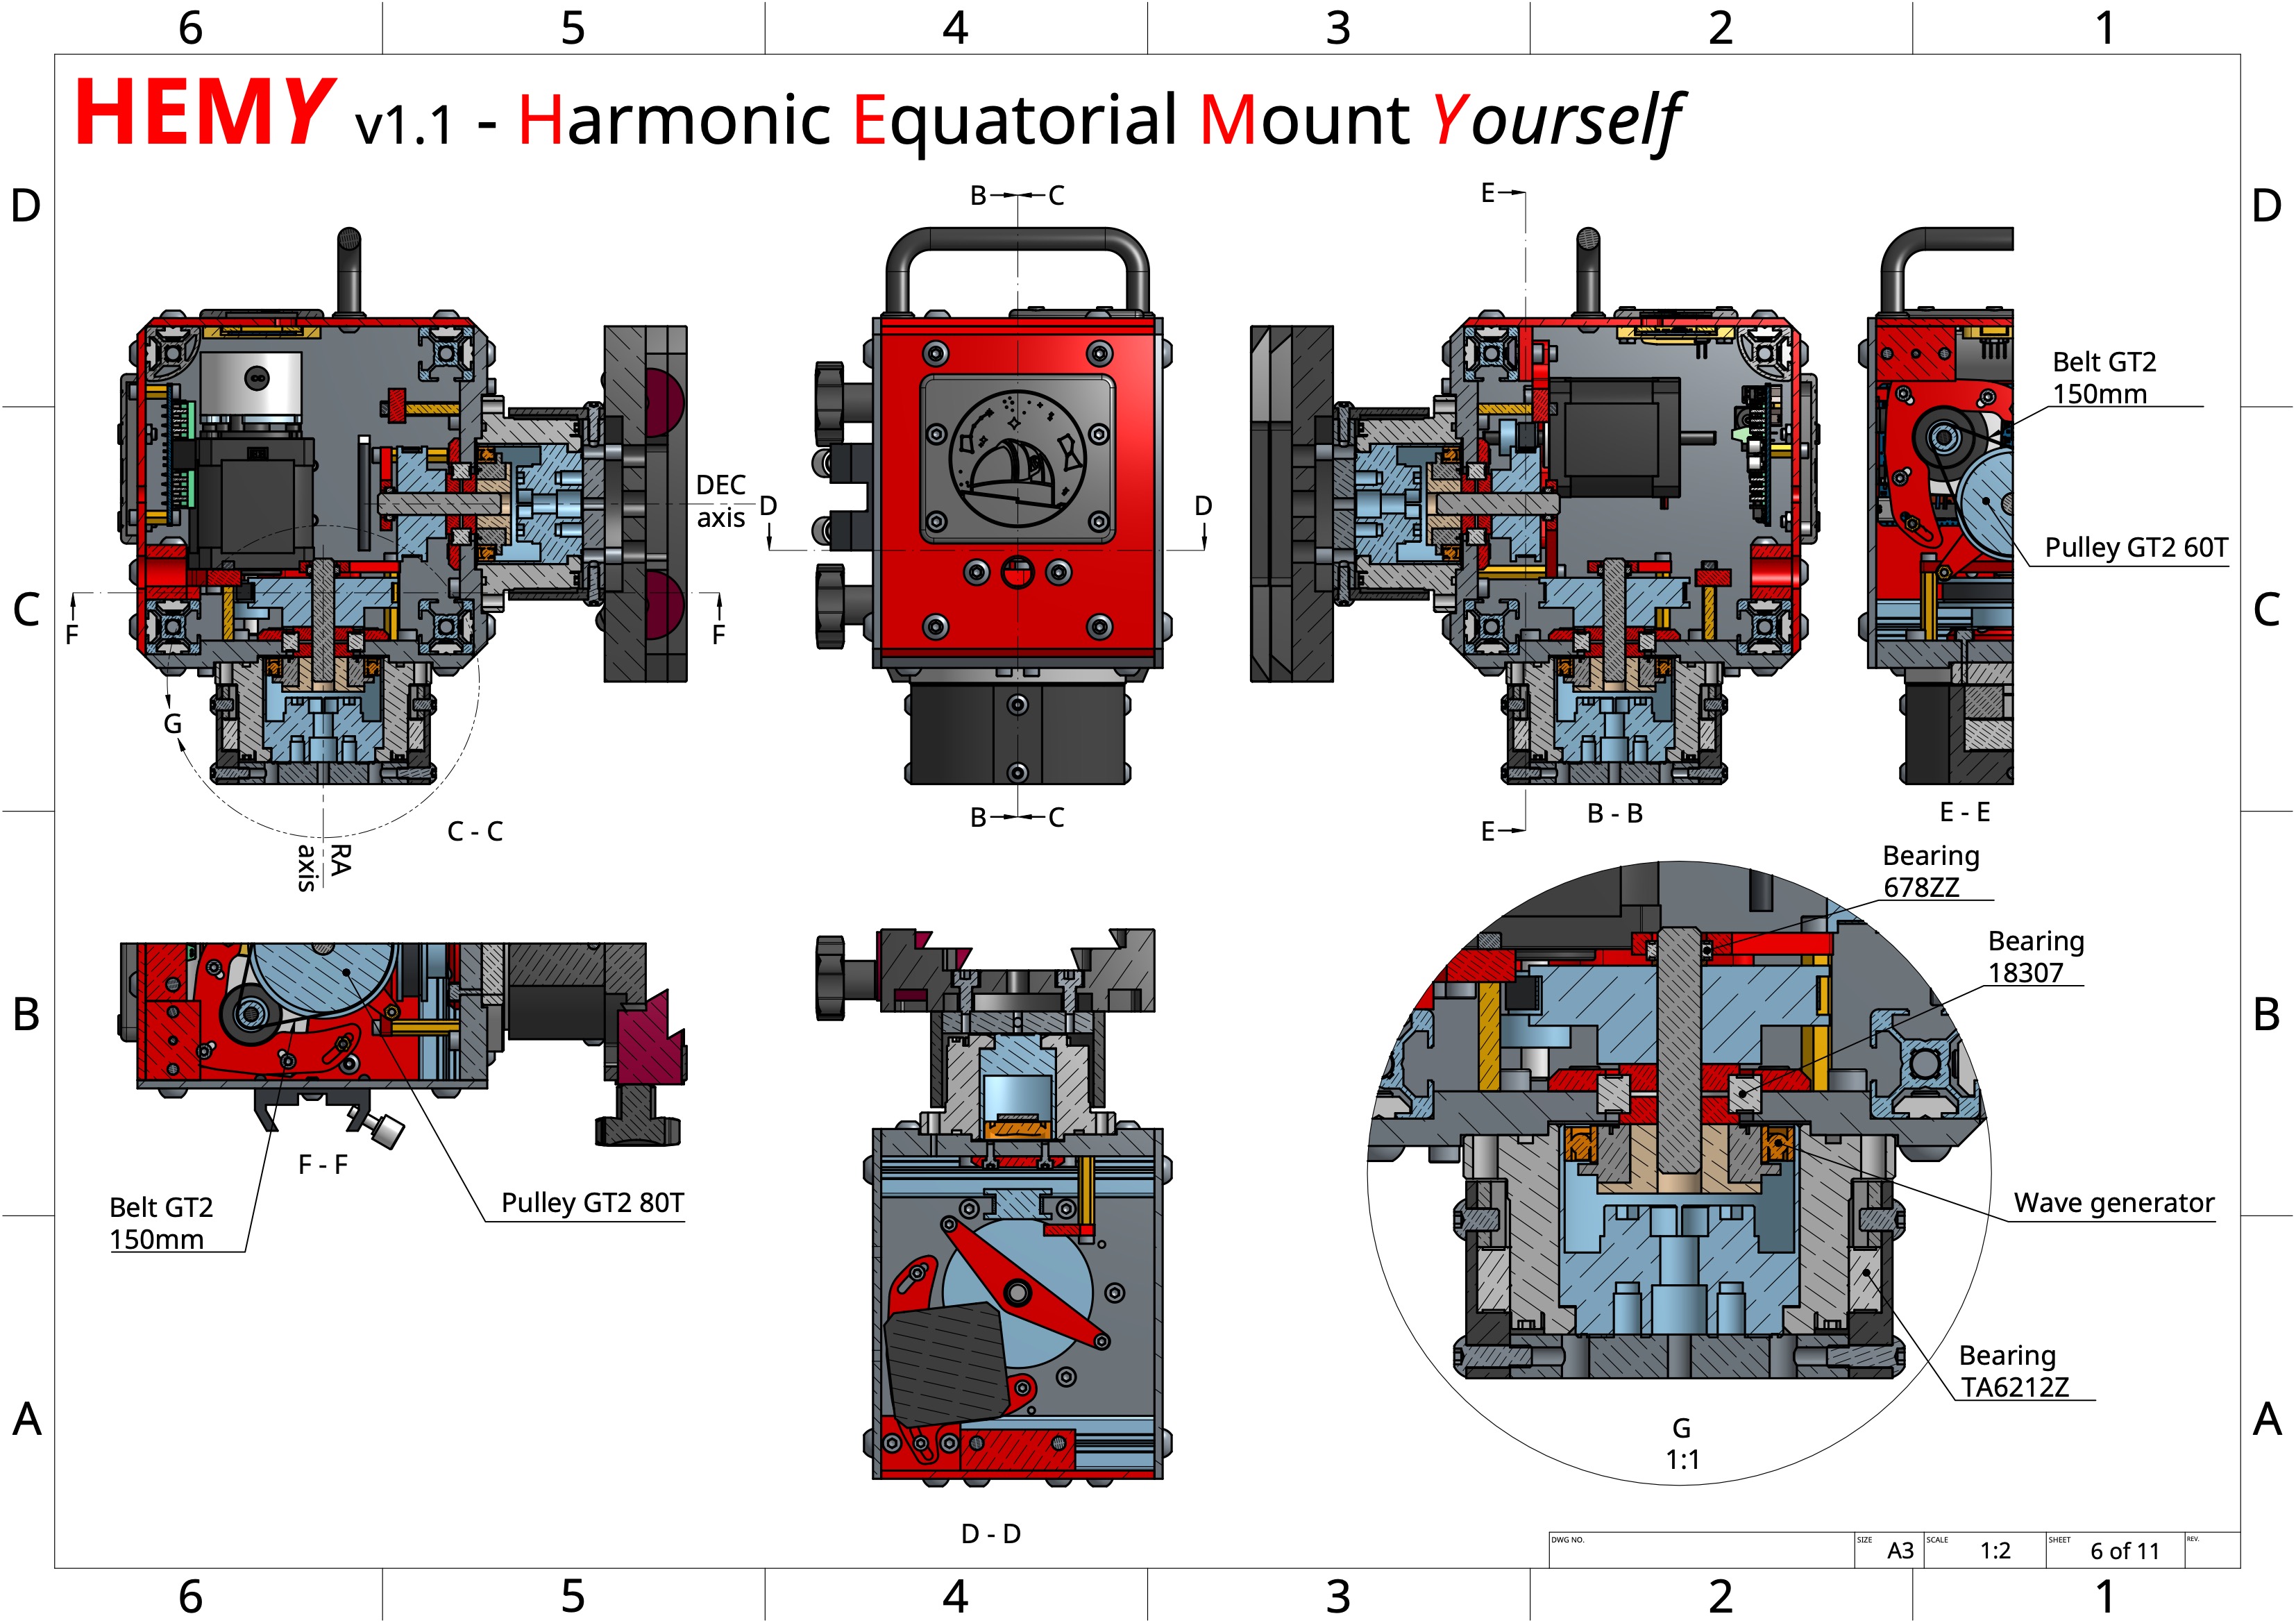 6 5 4 3 2 1
HEMY v1.1 - Harmonic Equatorial Mount Yourself
D D
B C
E
Belt GT2
150mm
DEC
axis
D D
Pulley GT2 60T
C C
F F
G
B C
C - C
E
B - B
E - E
RA
axis
Bearing
678ZZ
Bearing
18307
B B
F - F
Belt GT2
150mm
Pulley GT2 80T
Wave generator
Bearing
TA6212Z
A A
G
1:1
D - D
DWG NO. SIZE A3 SCALE 1:2 SHEET 6 of 11 REV.
6 5 4 3 2 1